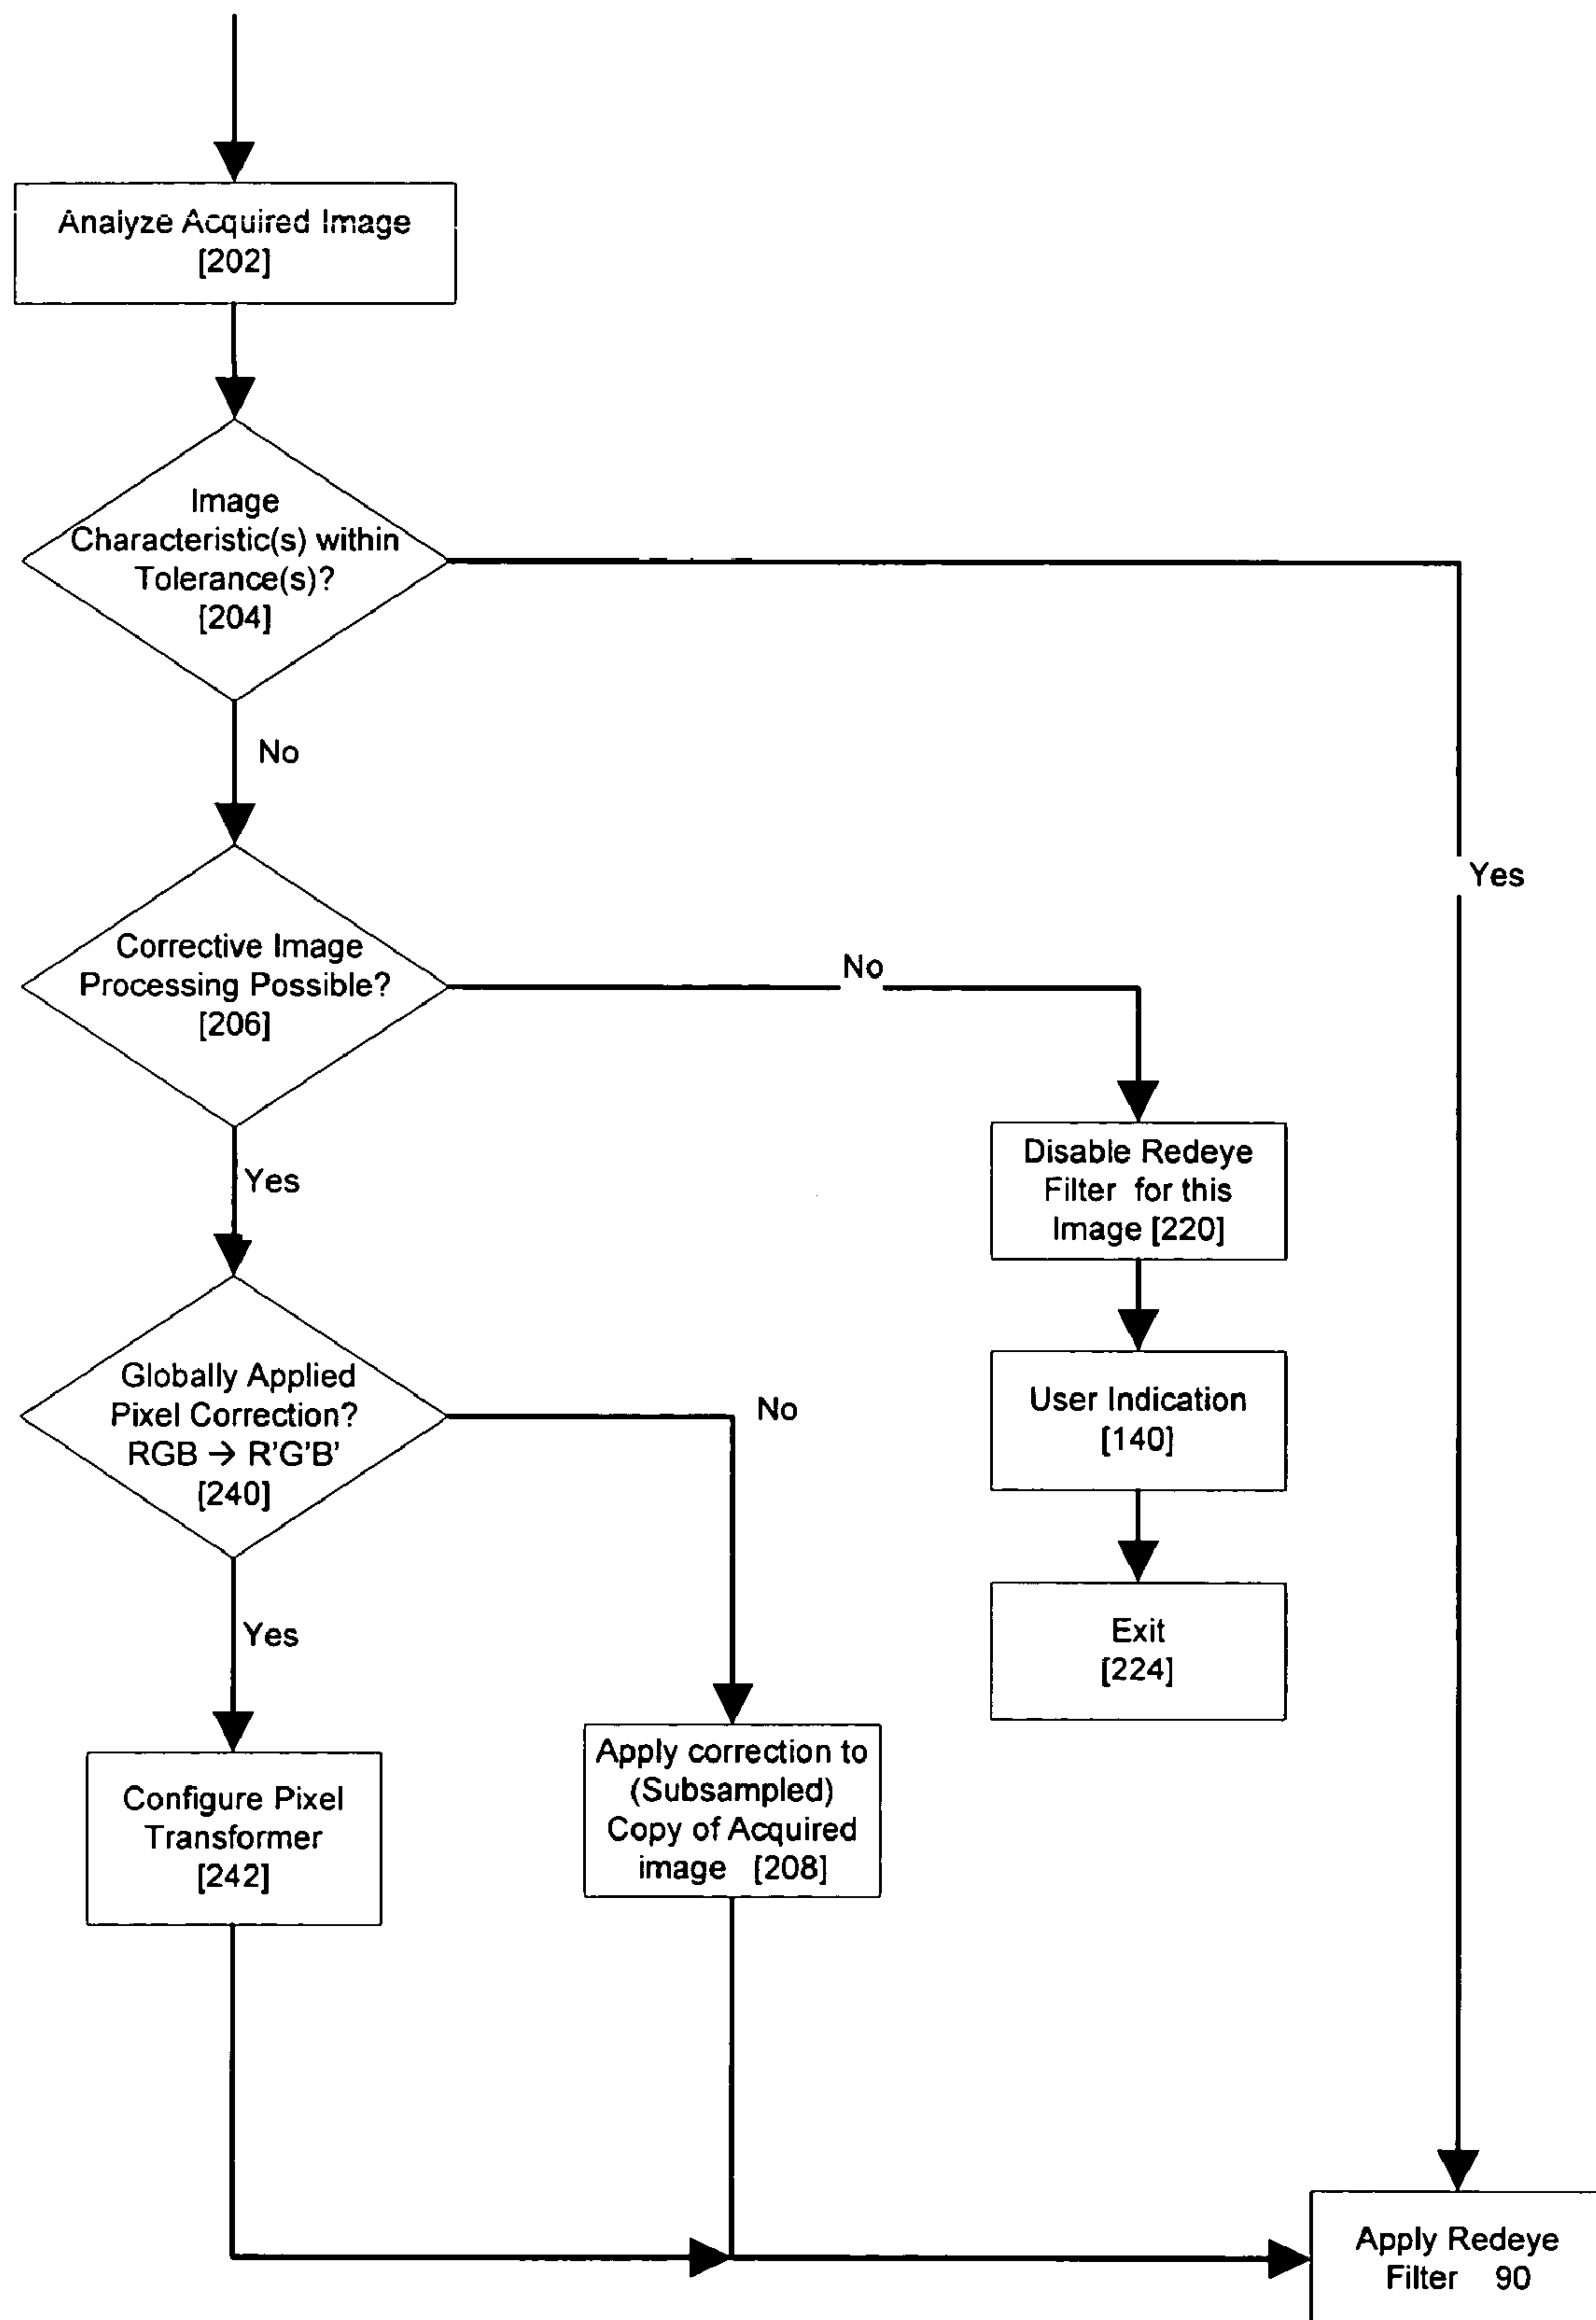 Analyze Acquired Image
[202]
Image
Characteristic(s) within
Tolerance(s)?
[204]
No
Yes
Corrective Image
Processing Possible?
[206]
No
Yes
Disable Redeye
Filter for this
Image [220]
User Indication
[140]
Exit
[224]
Globally Applied
Pixel Correction?
RGB → R'G'B'
[240]
No
Yes
Configure Pixel
Transformer
[242]
Apply correction to
(Subsampled)
Copy of Acquired
image [208]
Apply Redeye
Filter 90